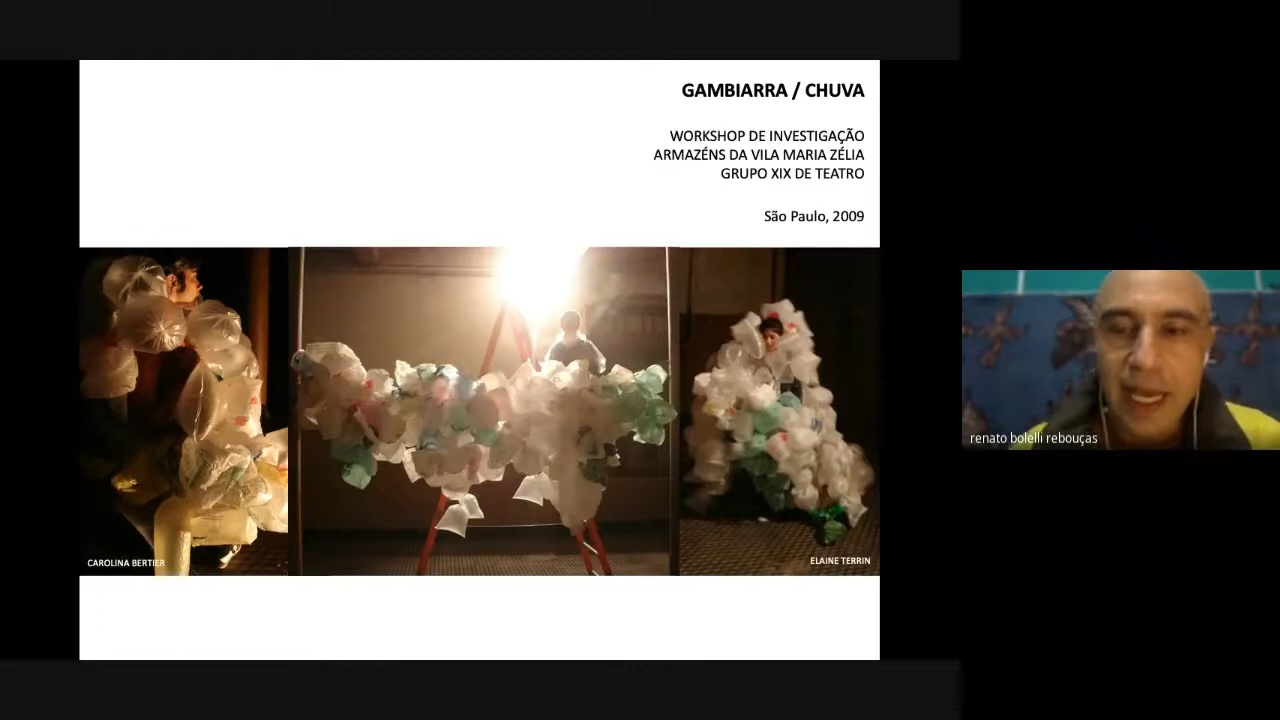 GAMBIARRA / CHUVA
WORKSHOP DE INVESTIGAÇÃO
ARMAZÉNS DA VILA MARIA ZÉLIA
GRUPO XIX DE TEATRO
São Paulo, 2009
CAROLINA BERTIER
ELAINE TERRIN
renato bolelli rebouças